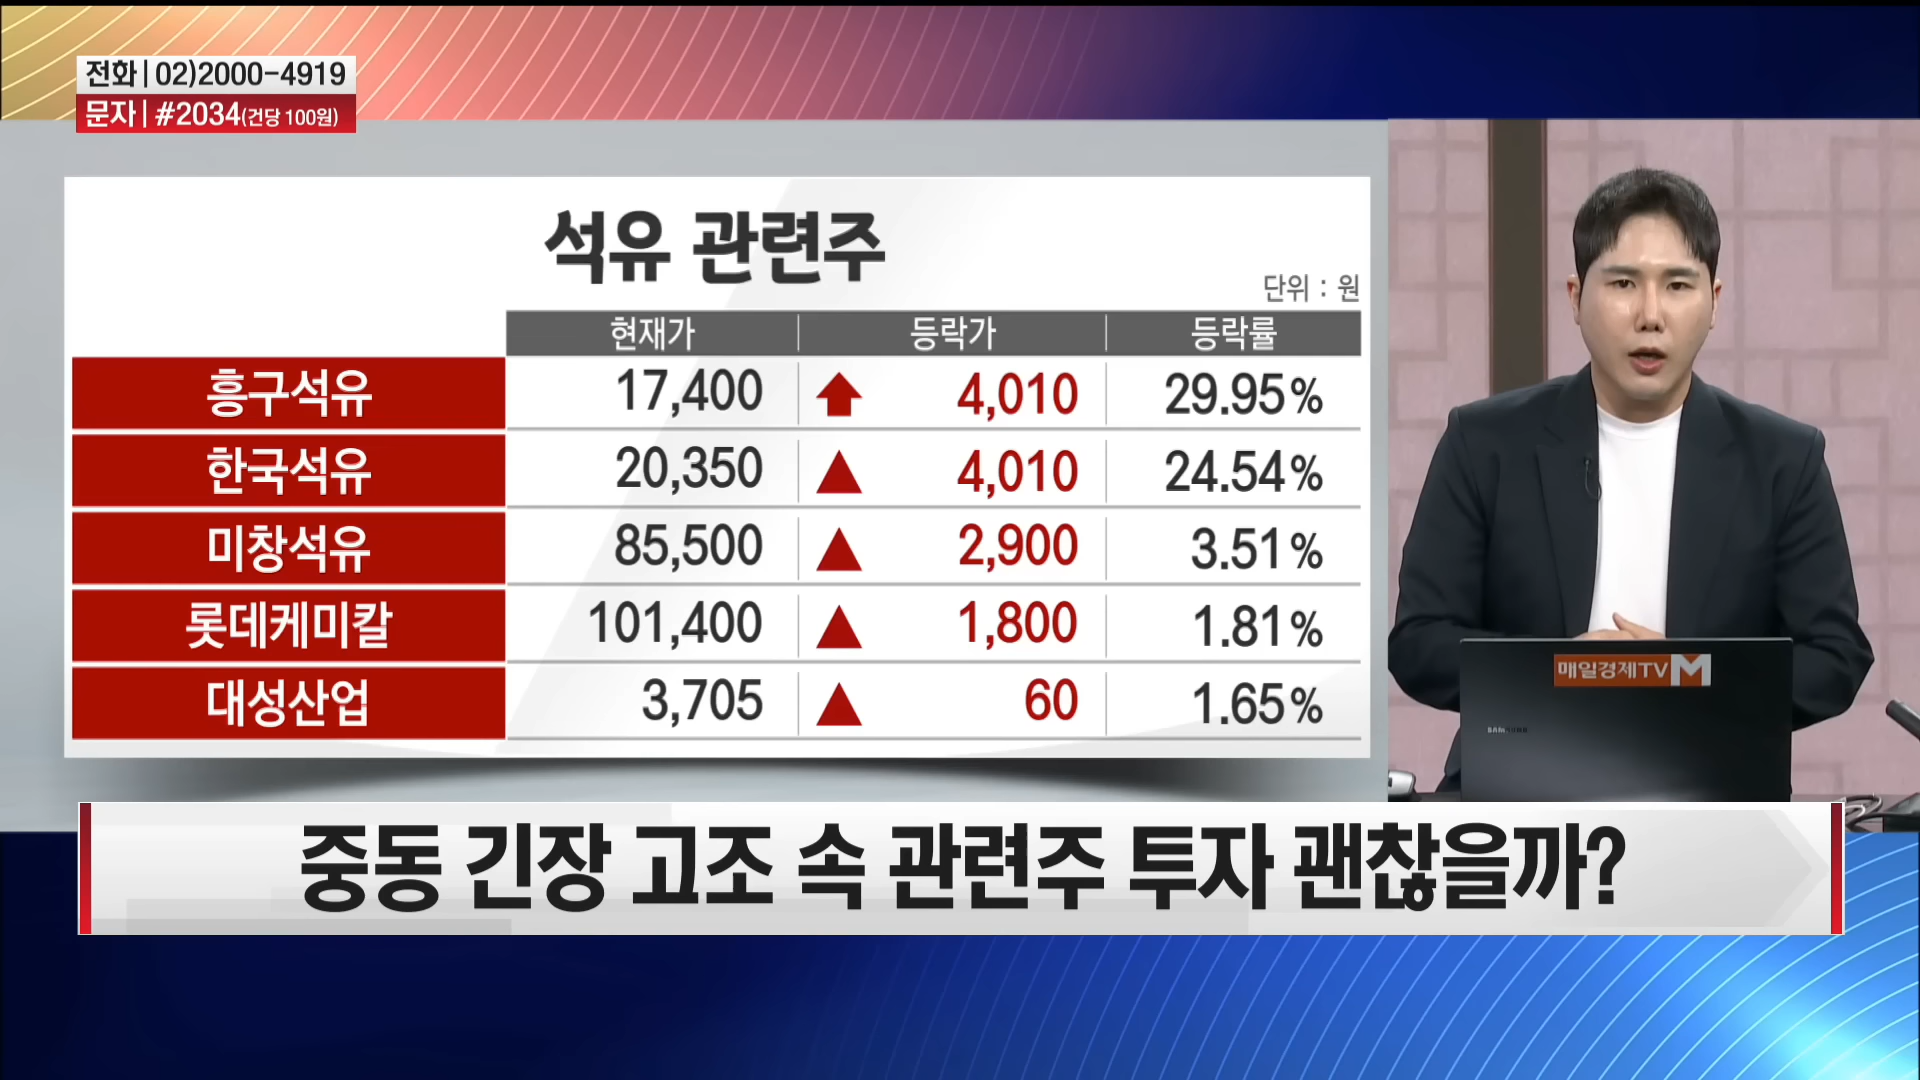 전화 | 02)2000-4919
문자 | #2034(건당 100원)
석유 관련주
단위 : 원
현재가 등락가 등락률
흥구석유 17,400 4,010 29.95%
한국석유 20,350 ▲ 4,010 24.54%
미창석유 85,500 ▲ 2,900 3.51%
롯데케미칼 101,400 ▲ 1,800 1.81%
대성산업 3,705 ▲ 60 1.65%
매일경제TV M
SAMSUNG
중동 긴장 고조 속 관련주 투자 괜찮을까?